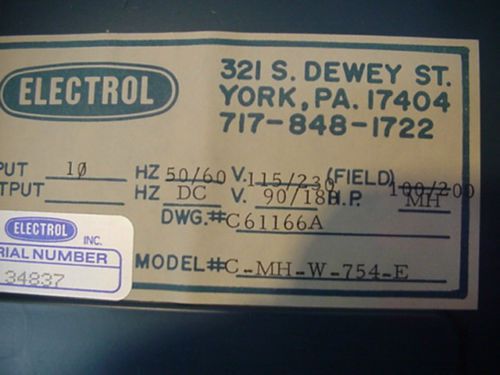 ELECTROL
321 S. DEWEY ST.
YORK, PA. 17404
717-848-1722
PUT 1Ø HZ 50/60 V. 115/230 (FIELD) 100/200
TPUT HZ DC V. 90/180 H.P. MH
DWG.# C61166A
MODEL# C-MH-W-754-E
ELECTROL
INC.
RIAL NUMBER
34837